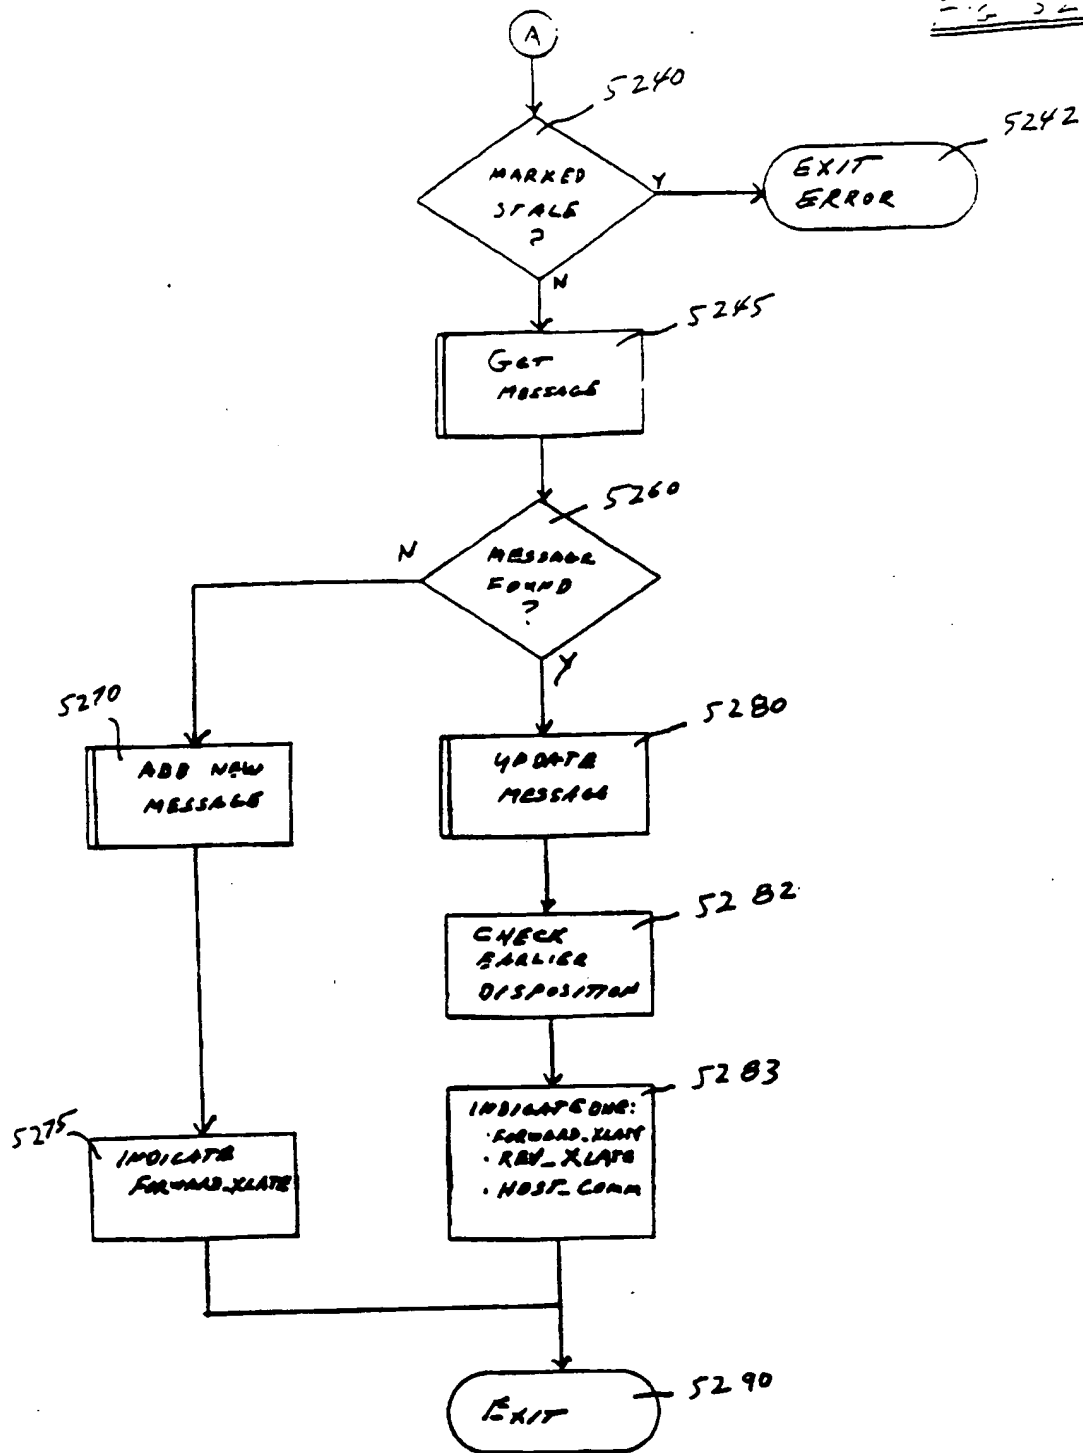 A
5240
MARKED
STALE
?
Y
N
EXIT
ERROR
5242
5245
GET
MESSAGE
5260
MESSAGE
FOUND
?
N
Y
5270
ADD NEW
MESSAGE
5280
UPDATE
MESSAGE
5282
CHECK
EARLIER
DISPOSITION
5283
INDICATE ONE:
· FORWARD_XLATE
· REV_XLATE
· HOST_COMM
5275
INDICATE
FORWARD_XLATE
5290
EXIT